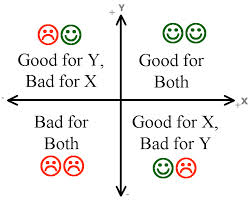 +Y
Good for Y,
Bad for X
Good for
Both
-
+X
Bad for
Both
Good for X,
Bad for Y
-